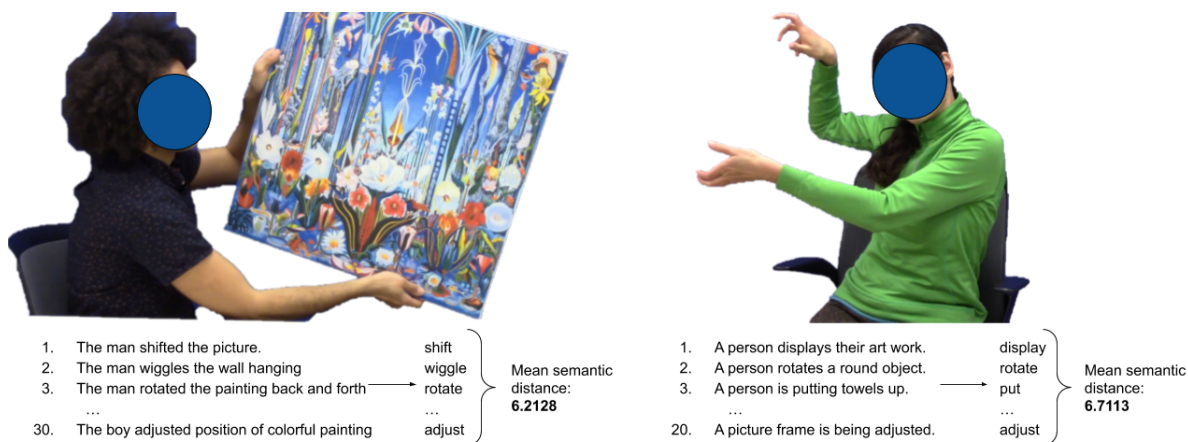 1. The man shifted the picture. shift
2. The man wiggles the wall hanging wiggle
3. The man rotated the painting back and forth rotate
... ...
30. The boy adjusted position of colorful painting adjust
Mean semantic
distance:
6.2128
1. A person displays their art work. display
2. A person rotates a round object. rotate
3. A person is putting towels up. put
... ...
20. A picture frame is being adjusted. adjust
Mean semantic
distance:
6.7113